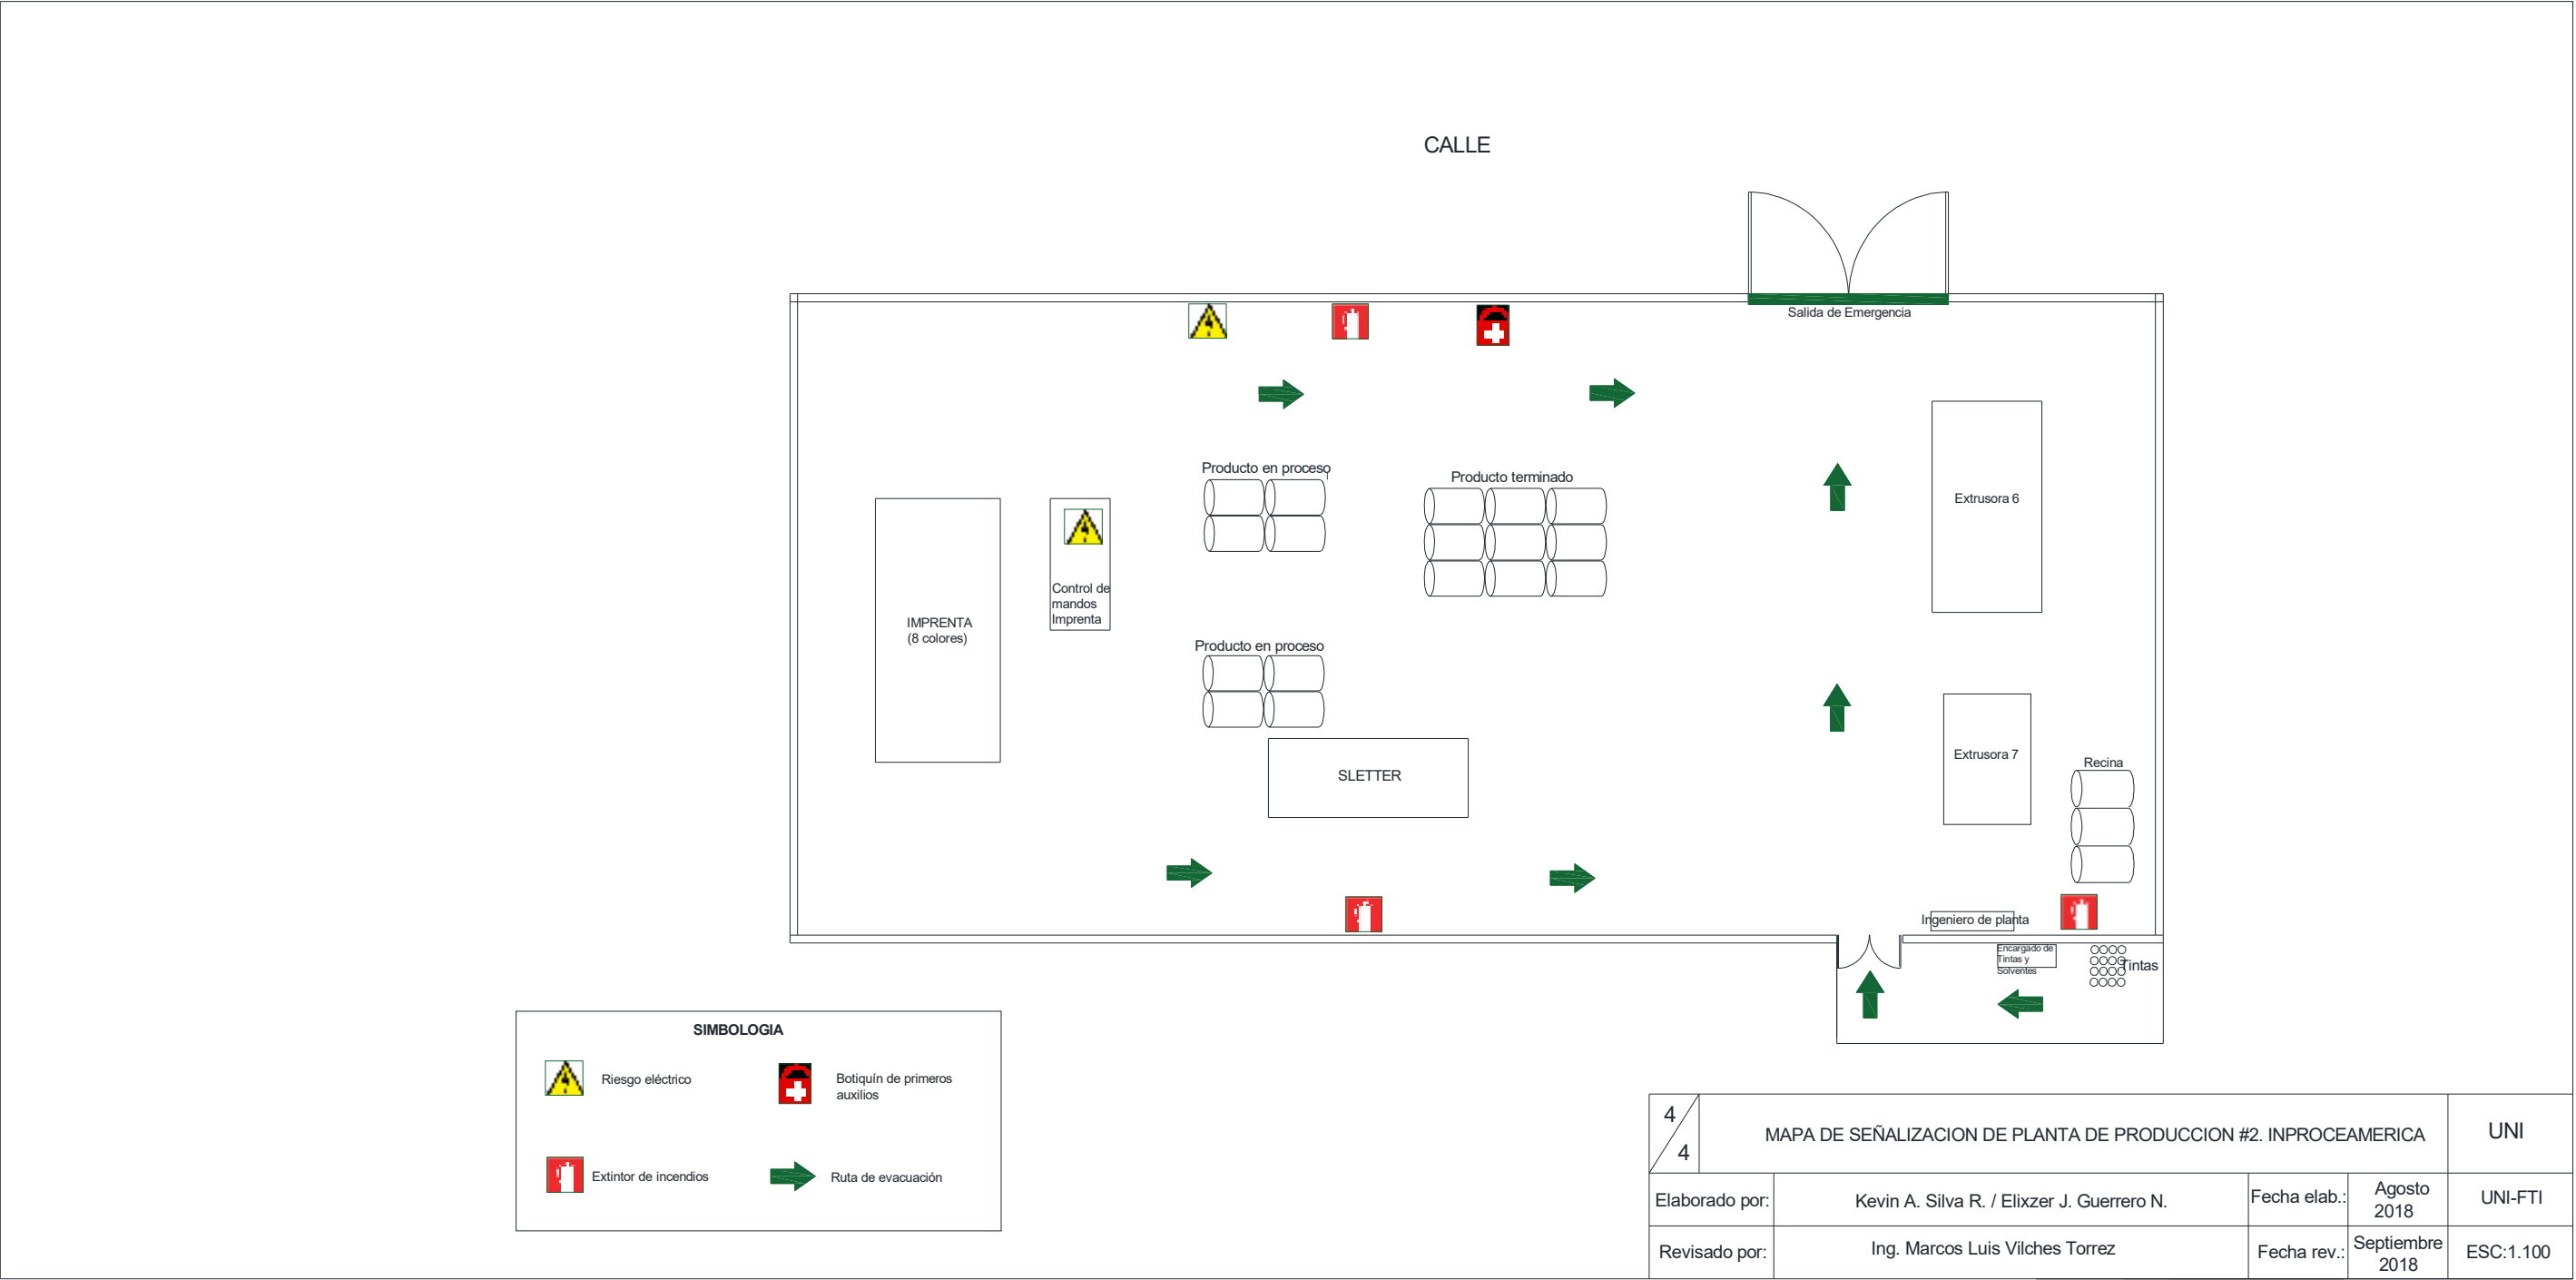 CALLE
Salida de Emergencia
Producto en proceso
Producto terminado
Extrusora 6
Control de
mandos
Imprenta
IMPRENTA
(8 colores)
Producto en proceso
SLETTER
Extrusora 7
Recina
Ingeniero de planta
Encargado de
Tintas y
Solventes
Tintas
SIMBOLOGIA
Riesgo eléctrico
Botiquín de primeros
auxilios
Extintor de incendios
Ruta de evacuación
4
4
MAPA DE SEÑALIZACION DE PLANTA DE PRODUCCION #2. INPROCEAMERICA
UNI
Elaborado por:
Kevin A. Silva R. / Elixzer J. Guerrero N.
Fecha elab.:
Agosto
2018
UNI-FTI
Revisado por:
Ing. Marcos Luis Vilches Torrez
Fecha rev.:
Septiembre
2018
ESC:1.100